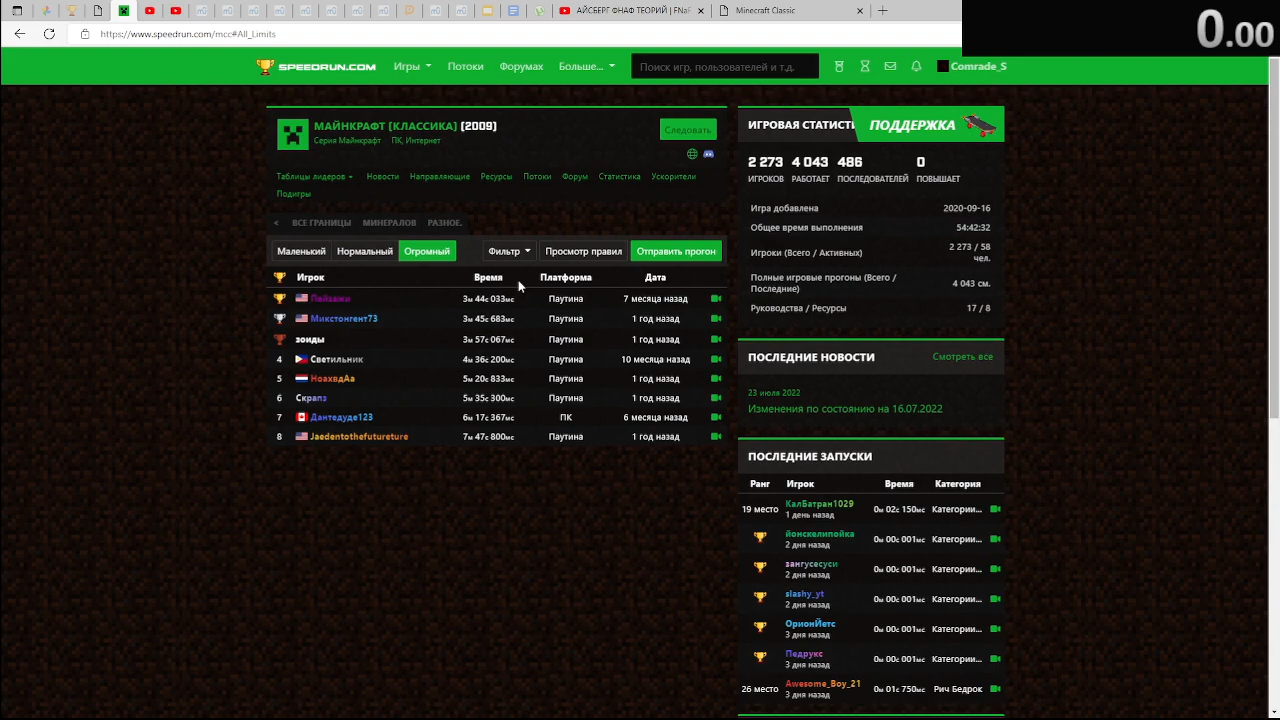 АЙСБЕРГ ФНАФ ТЕОРИЙ | FNaF
Minecraft Classic
0.00
https://www.speedrun.com/mcc#All_Limits
SPEEDRUN.COM
Игры
Потоки
Форумах
Больше...
Поиск игр, пользователей и т.д.
Comrade_S
МАЙНКРАФТ [КЛАССИКА] (2009)
Серия Майнкрафт ПК, Интернет
Следовать
Таблицы лидеров Новости Направляющие Ресурсы Потоки Форум Статистика Ускорители
Подигры
< ВСЕ ГРАНИЦЫ МИНЕРАЛОВ РАЗНОЕ.
Маленький Нормальный Огромный Фильтр Просмотр правил Отправить прогон
Игрок Время Платформа Дата
Пейзажи 3м 44с 033мс Паутина 7 месяца назад
Микстонгент73 3м 45с 683мс Паутина 1 год назад
зоиды 3м 57с 067мс Паутина 1 год назад
4 Светильник 4м 36с 200мс Паутина 10 месяца назад
5 НоахвдАа 5м 20с 833мс Паутина 1 год назад
6 Скрапз 5м 35с 300мс Паутина 1 год назад
7 Дантедуде123 6м 17с 367мс ПК 6 месяца назад
8 Jaedentothefutureture 7м 47с 800мс Паутина 1 год назад
ИГРОВАЯ СТАТИСТИ
ПОДДЕРЖКА
2 273 4 043 486 0
ИГРОКОВ РАБОТАЕТ ПОСЛЕДОВАТЕЛЕЙ ПОВЫШАЕТ
Игра добавлена 2020-09-16
Общее время выполнения 54:42:32
Игроки (Всего / Активных) 2 273 / 58
чел.
Полные игровые прогоны (Всего /
Последние) 4 043 см.
Руководства / Ресурсы 17 / 8
ПОСЛЕДНИЕ НОВОСТИ Смотреть все
23 июля 2022
Изменения по состоянию на 16.07.2022
ПОСЛЕДНИЕ ЗАПУСКИ
Ранг Игрок Время Категория
19 место КалБатран1029 0м 02с 150мс Категории...
1 день назад
йонскелипойка 0м 00с 001мс Категории...
2 дня назад
зангусесуси 0м 00с 001мс Категории...
2 дня назад
slashy_yt 0м 00с 001мс Категории...
2 дня назад
ОрионЙетс 0м 00с 001мс Категории...
3 дня назад
Педрукс 0м 00с 001мс Категории...
3 дня назад
26 место Awesome_Boy_21 0м 01с 750мс Рич Бедрок
3 дня назад